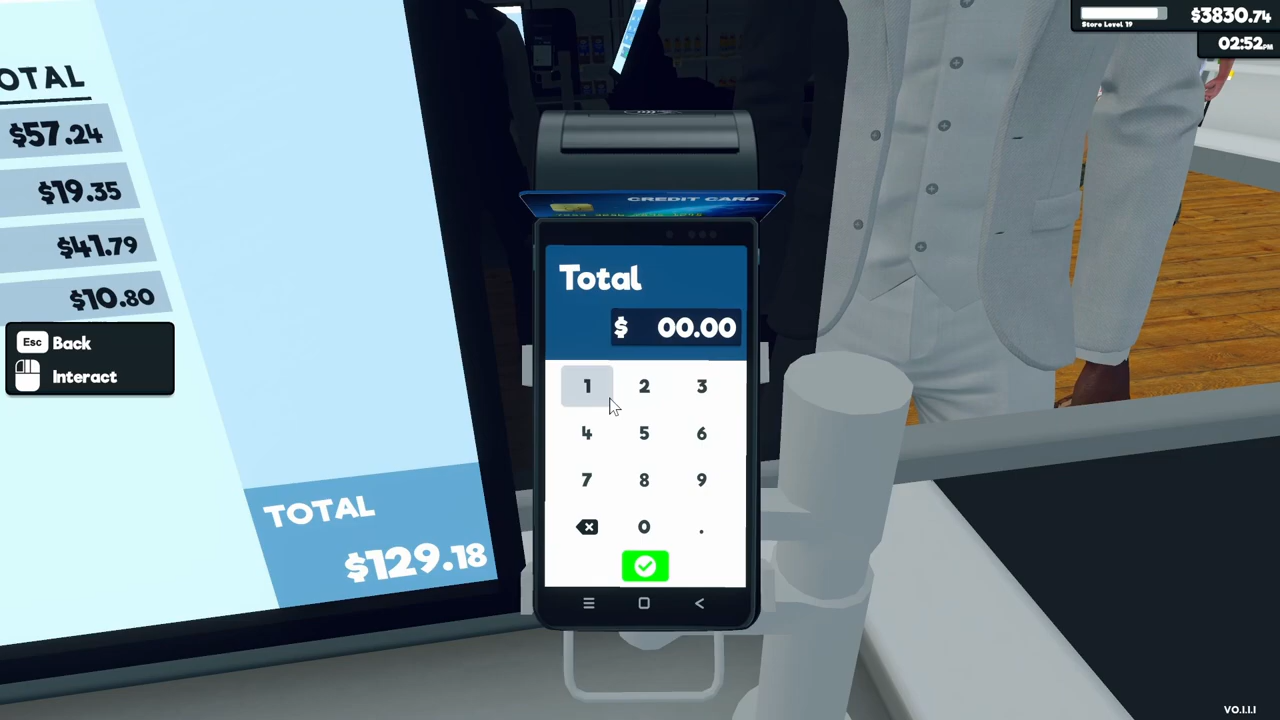 $3830.74
Store Level 19
02:52PM
OTAL
$57.24
$19.35
$41.79
$10.80
Esc Back
Interact
CREDIT CARD
Total
$ 00.00
1 2 3
4 5 6
7 8 9
0 .
TOTAL
$129.18
V0.1.1.1